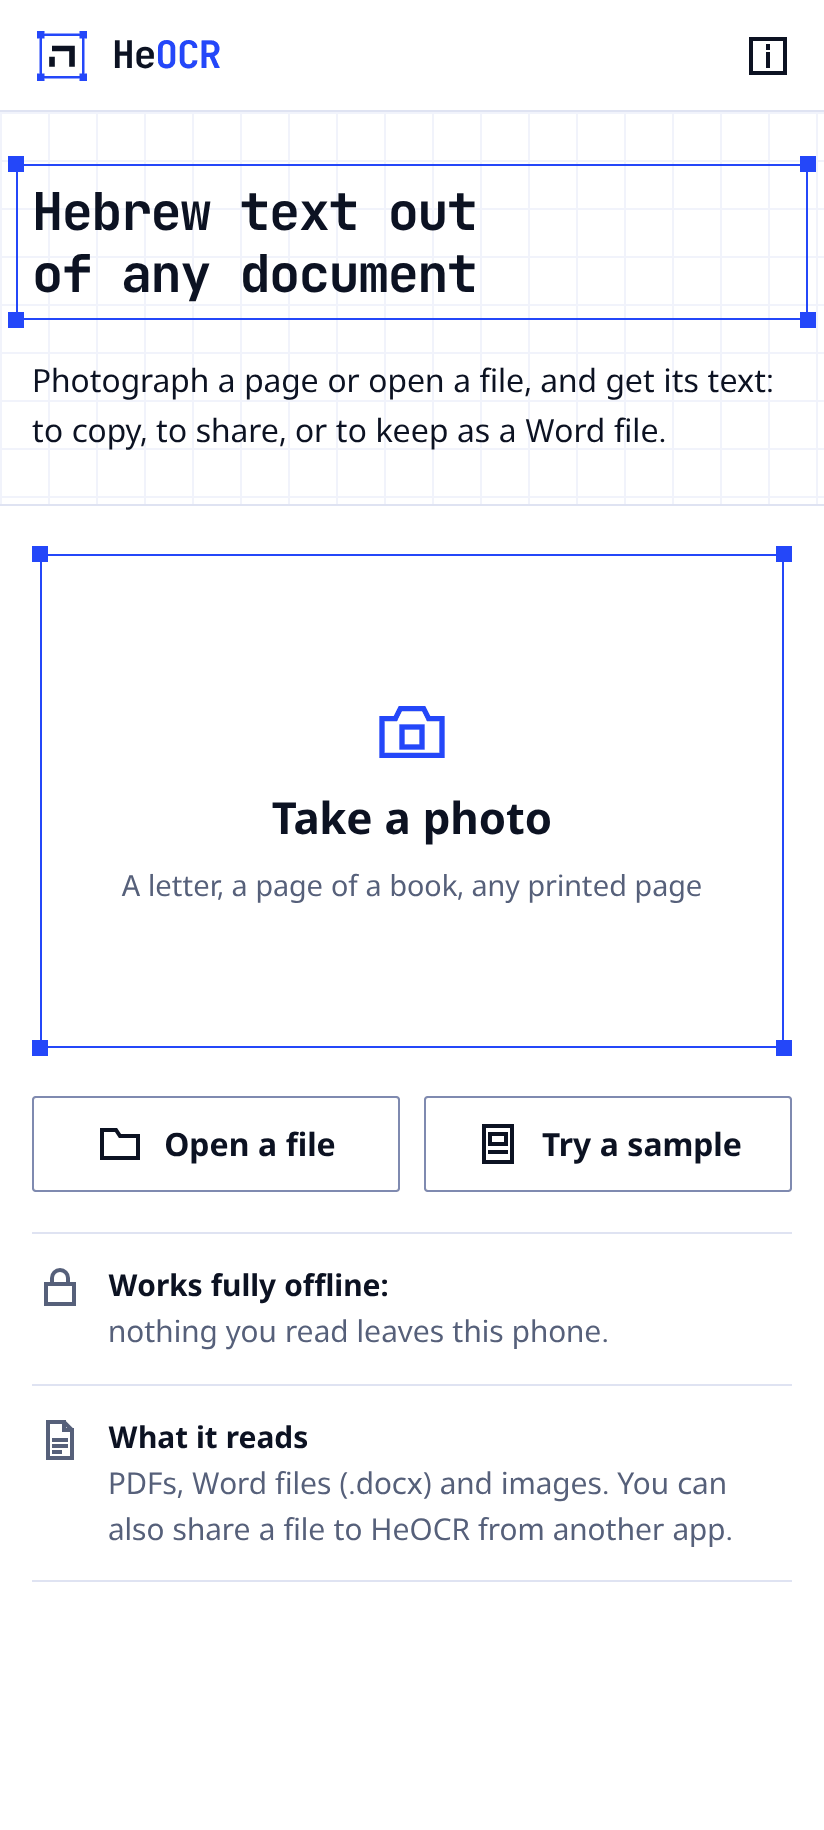 HeOCR
Hebrew text out
of any document
Photograph a page or open a file, and get its text:
to copy, to share, or to keep as a Word file.
Take a photo
A letter, a page of a book, any printed page
Open a file
Try a sample
Works fully offline:
nothing you read leaves this phone.
What it reads
PDFs, Word files (.docx) and images. You can
also share a file to HeOCR from another app.